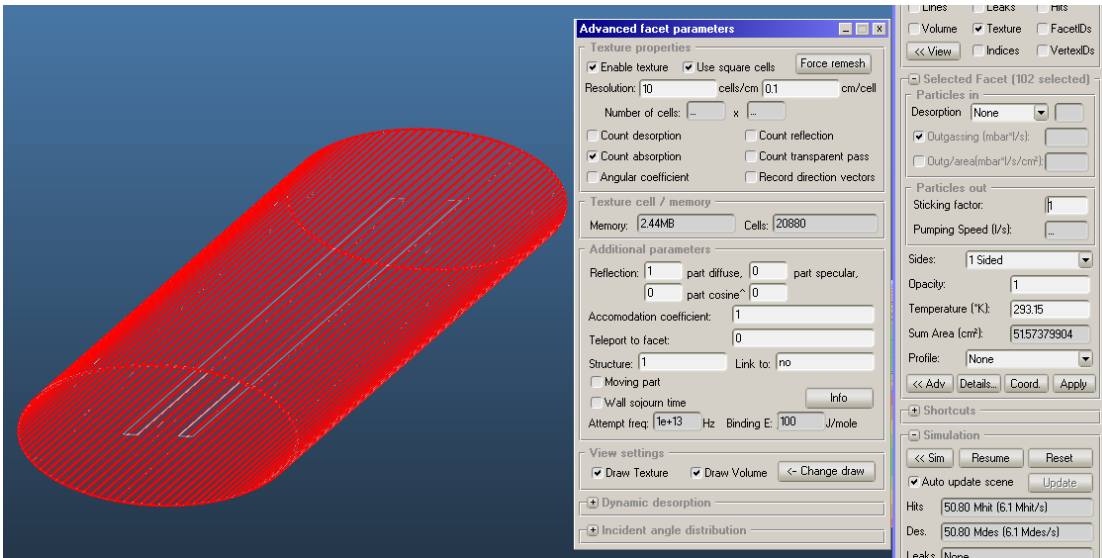 Advanced facet parameters
Texture properties
Enable texture Use square cells Force remesh
Resolution: 10 cells/cm 0.1 cm/cell
Number of cells: ... x ...
Count desorption Count reflection
Count absorption Count transparent pass
Angular coefficient Record direction vectors
Texture cell / memory
Memory: 2.44MB Cells: 20880
Additional parameters
Reflection: 1 part diffuse, 0 part specular,
0 part cosine^ 0
Accomodation coefficient: 1
Teleport to facet: 0
Structure: 1 Link to: no
Moving part
Wall sojourn time Info
Attempt freq: 1e+13 Hz Binding E: 100 J/mole
View settings
Draw Texture Draw Volume <- Change draw
Dynamic desorption
Incident angle distribution
Lines Leaks Hits
Volume Texture FacetIDs
<< View Indices VertexIDs
Selected Facet (102 selected)
Particles in
Desorption None
Outgassing (mbar*l/s):
Outg/area(mbar*l/s/cm²):
Particles out
Sticking factor: 1
Pumping Speed (l/s): ...
Sides: 1 Sided
Opacity: 1
Temperature (°K): 293.15
Sum Area (cm²): 51.57379904
Profile: None
<< Adv Details... Coord. Apply
Shortcuts
Simulation
<< Sim Resume Reset
Auto update scene Update
Hits 50.80 Mhit (6.1 Mhit/s)
Des. 50.80 Mdes (6.1 Mdes/s)
Leaks None